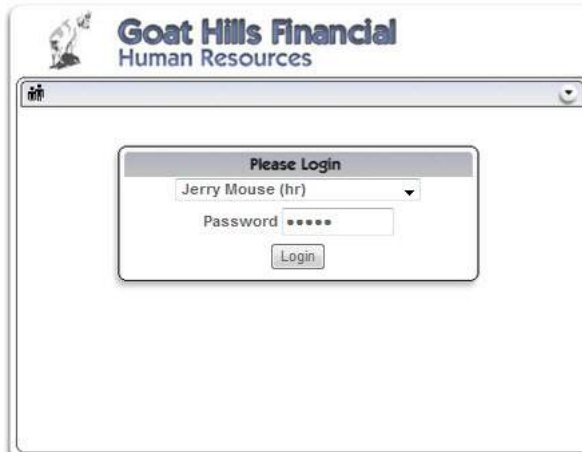 Goat Hills Financial
Human Resources
Please Login
Jerry Mouse (hr)
Password •••••
Login